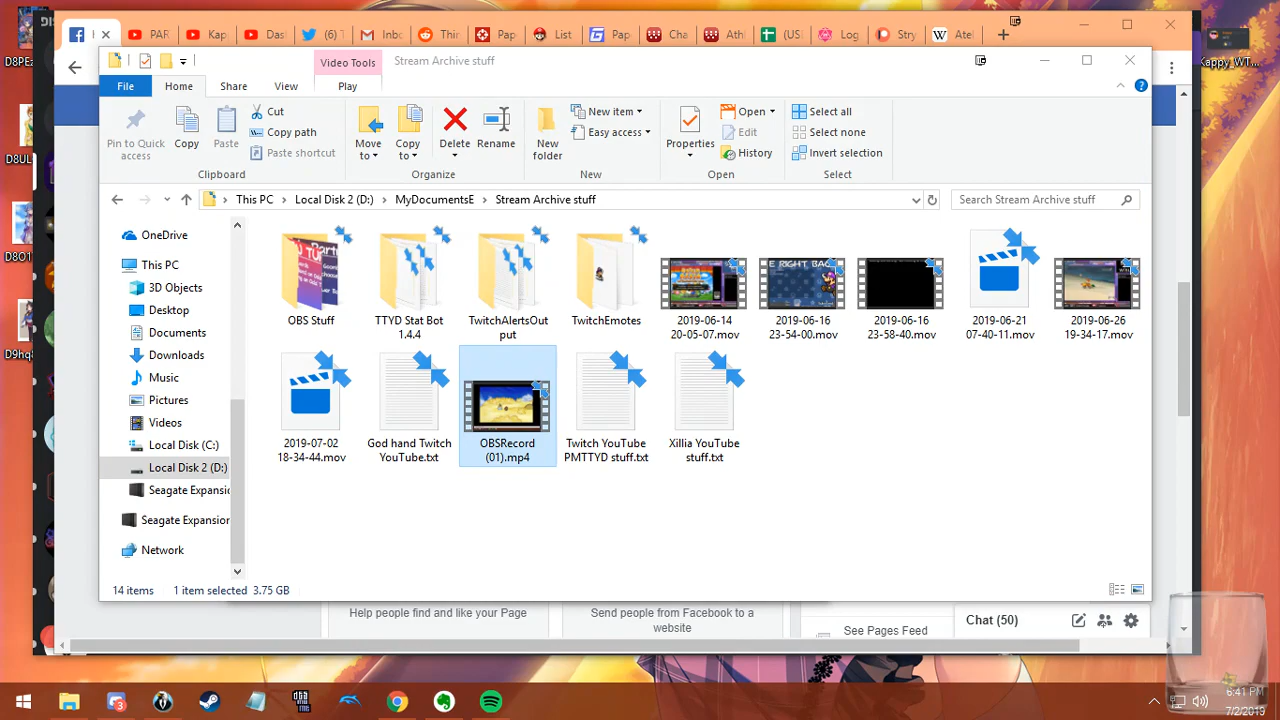 PAR
Kap
Das
(6) T
Inbo
Thir
Pap
List
Pap
Cha
Ath
(US
Log
Stry
Atel
D8PEz
Kappy_WT...
Video Tools
Stream Archive stuff
File
Home
Share
View
Play
Pin to Quick access
Copy
Paste
Cut
Copy path
Paste shortcut
Clipboard
Move to
Copy to
Delete
Rename
Organize
New folder
New item
Easy access
New
Properties
Open
Edit
History
Open
Select all
Select none
Invert selection
Select
D8UL
This PC
Local Disk 2 (D:)
MyDocumentsE
Stream Archive stuff
Search Stream Archive stuff
OneDrive
This PC
3D Objects
Desktop
Documents
Downloads
Music
Pictures
Videos
Local Disk (C:)
Local Disk 2 (D:)
Seagate Expansio
Seagate Expansion
Network
D8O1
D9hq8
OBS Stuff
TTYD Stat Bot
1.4.4
TwitchAlertsOut
put
TwitchEmotes
2019-06-14
20-05-07.mov
2019-06-16
23-54-00.mov
2019-06-16
23-58-40.mov
2019-06-21
07-40-11.mov
2019-06-26
19-34-17.mov
2019-07-02
18-34-44.mov
God hand Twitch
YouTube.txt
OBSRecord
(01).mp4
Twitch YouTube
PMTTYD stuff.txt
Xillia YouTube
stuff.txt
14 items
1 item selected 3.75 GB
Help people find and like your Page
Send people from Facebook to a
website
See Pages Feed
Chat (50)
6:41 PM
7/2/2019